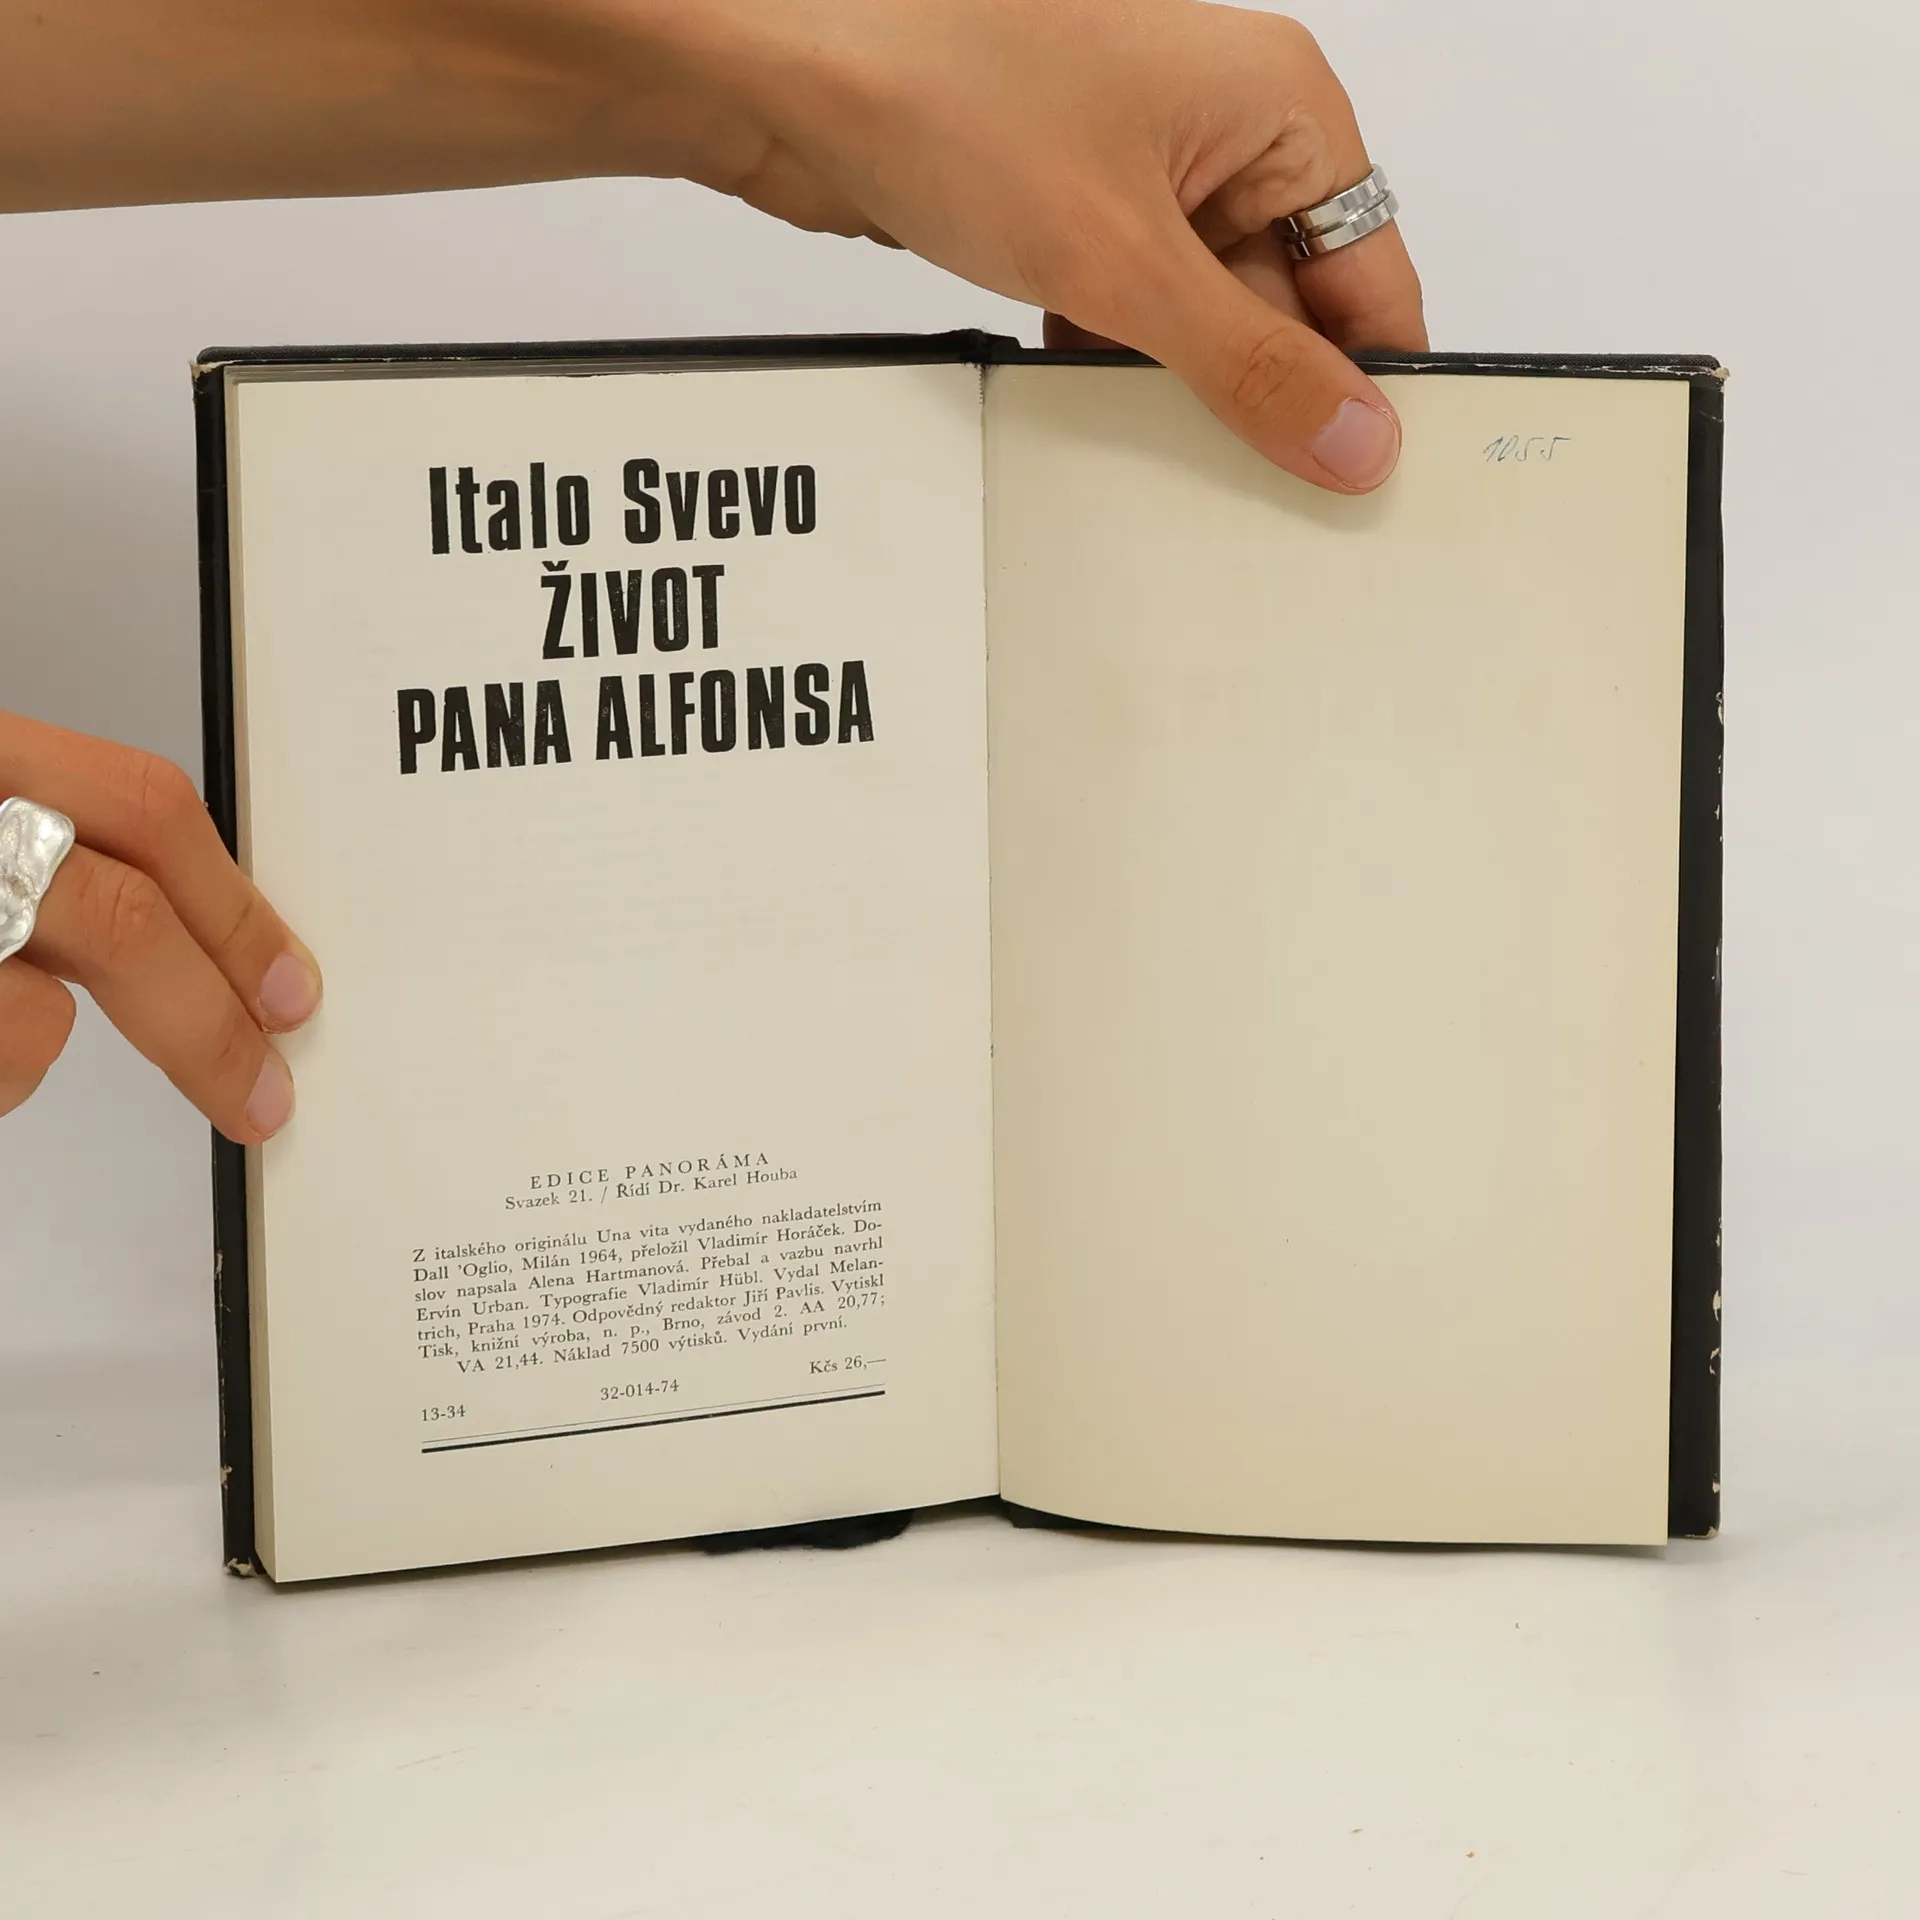 Italo Svevo
ŽIVOT
PANA ALFONSA
EDICE PANORÁMA
Svazek 21. / Řídí Dr. Karel Houba
Z italského originálu Una vita vydaného nakladatelstvím
Dall 'Oglio, Milán 1964, přeložil Vladimír Horáček. Do-
slov napsala Alena Hartmanová. Přebal a vazbu navrhl
Ervín Urban. Typografie Vladimír Hübl. Vydal Melan-
trich, Praha 1974. Odpovědný redaktor Jiří Pavlis. Vytiskl
Tisk, knižní výroba, n. p., Brno, závod 2. AA 20,77;
VA 21,44. Náklad 7500 výtisků. Vydání první.
13-34 32-014-74 Kčs 26,—
1055